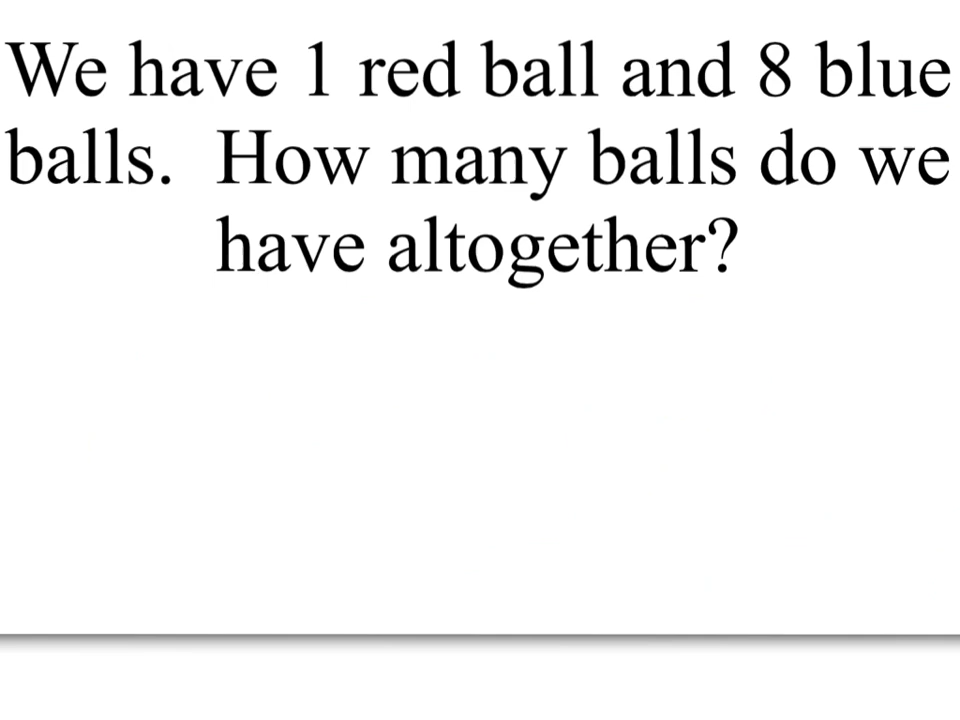 We have 1 red ball and 8 blue
balls.  How many balls do we
have altogether?